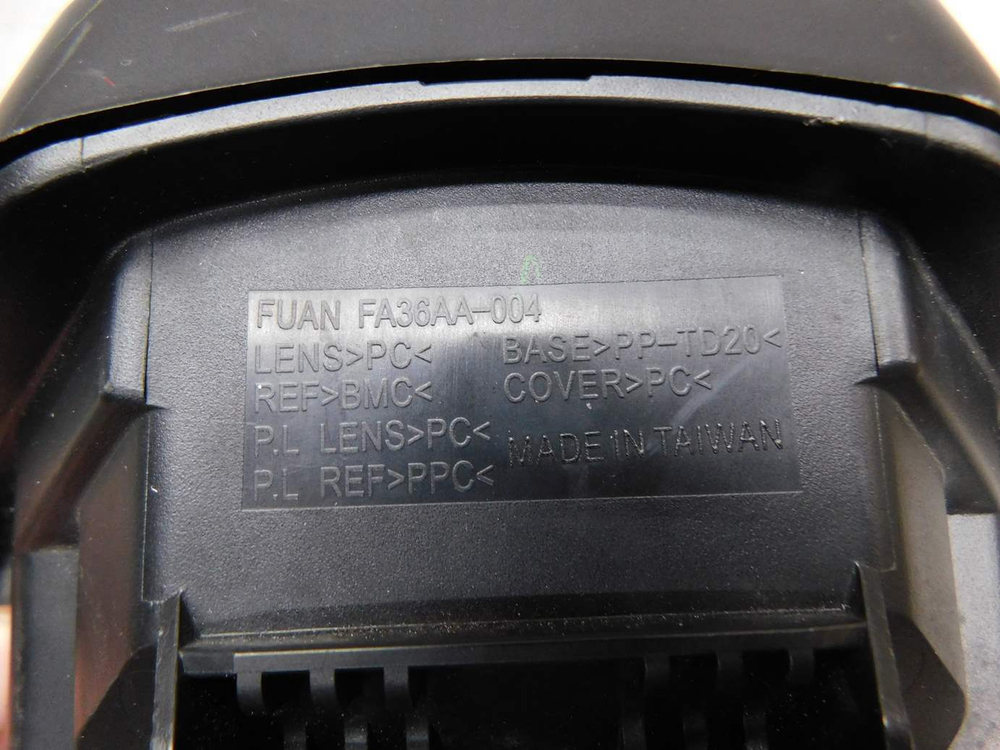 FUAN FA36AA-004
LENS>PC< BASE>PP-TD20<
REF>BMC< COVER>PC<
P.L LENS>PC< MADE IN TAIWAN
P.L REF>PPC<